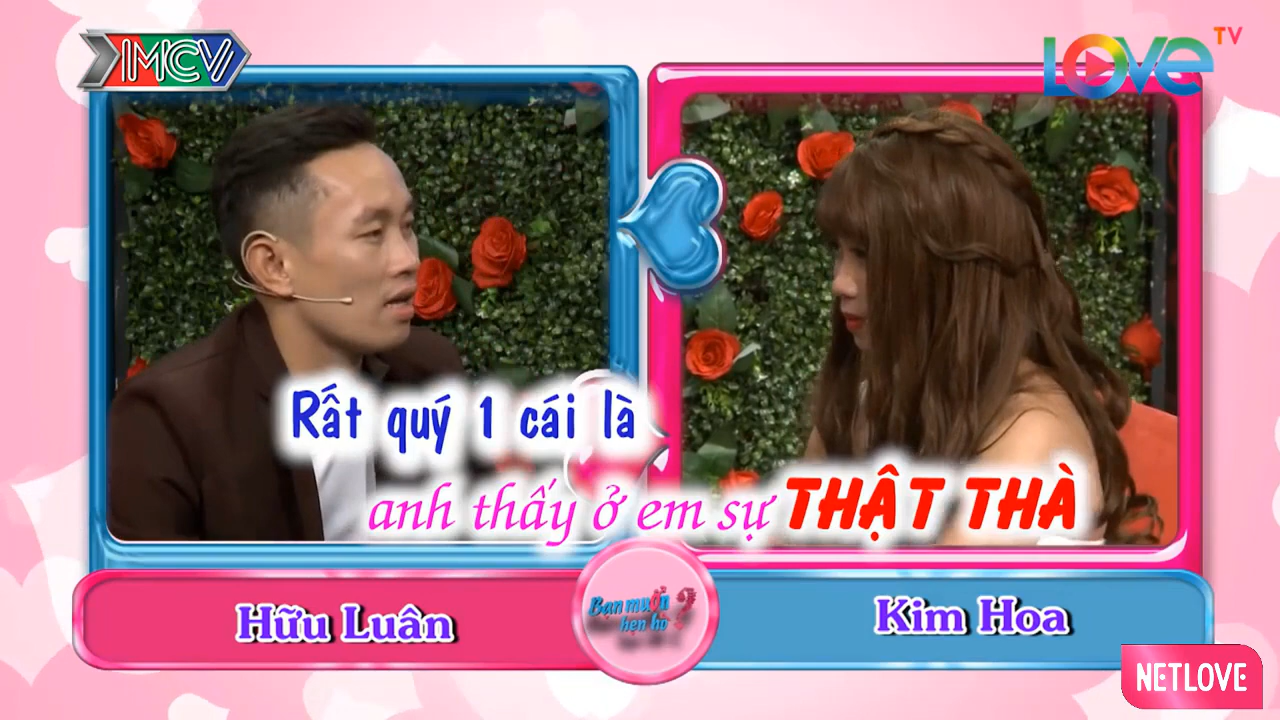 MCV
LOVE TV
Rất quý 1 cái là
anh thấy ở em sự THẬT THÀ
Hữu Luân
Bạn muốn
hẹn hò ?
Kim Hoa
NETLOVE